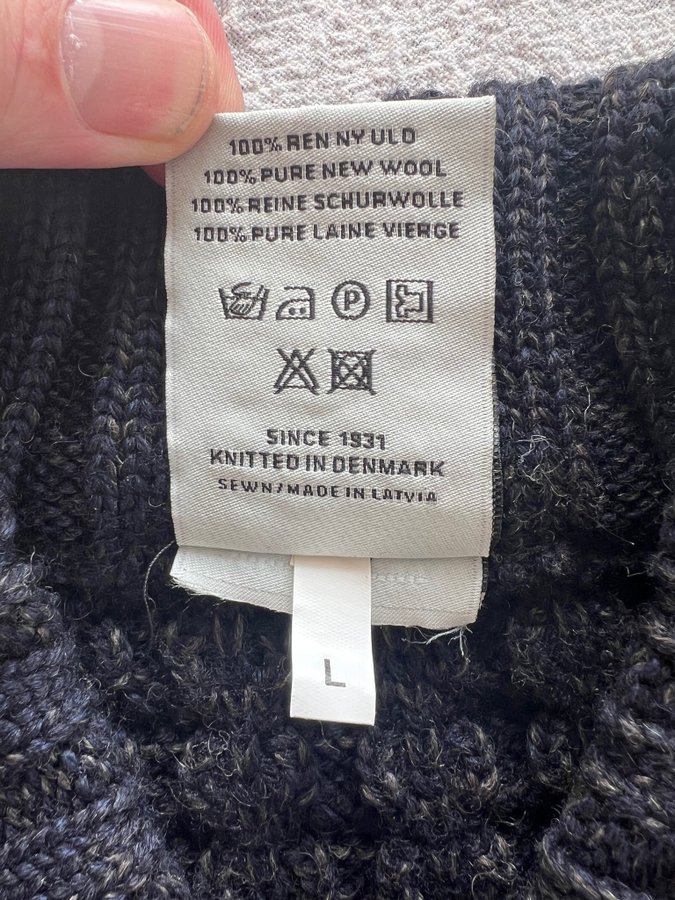 100% REN NY ULD
100% PURE NEW WOOL
100% REINE SCHURWOLLE
100% PURE LAINE VIERGE
P
SINCE 1931
KNITTED IN DENMARK
SEWN/MADE IN LATVIA
L